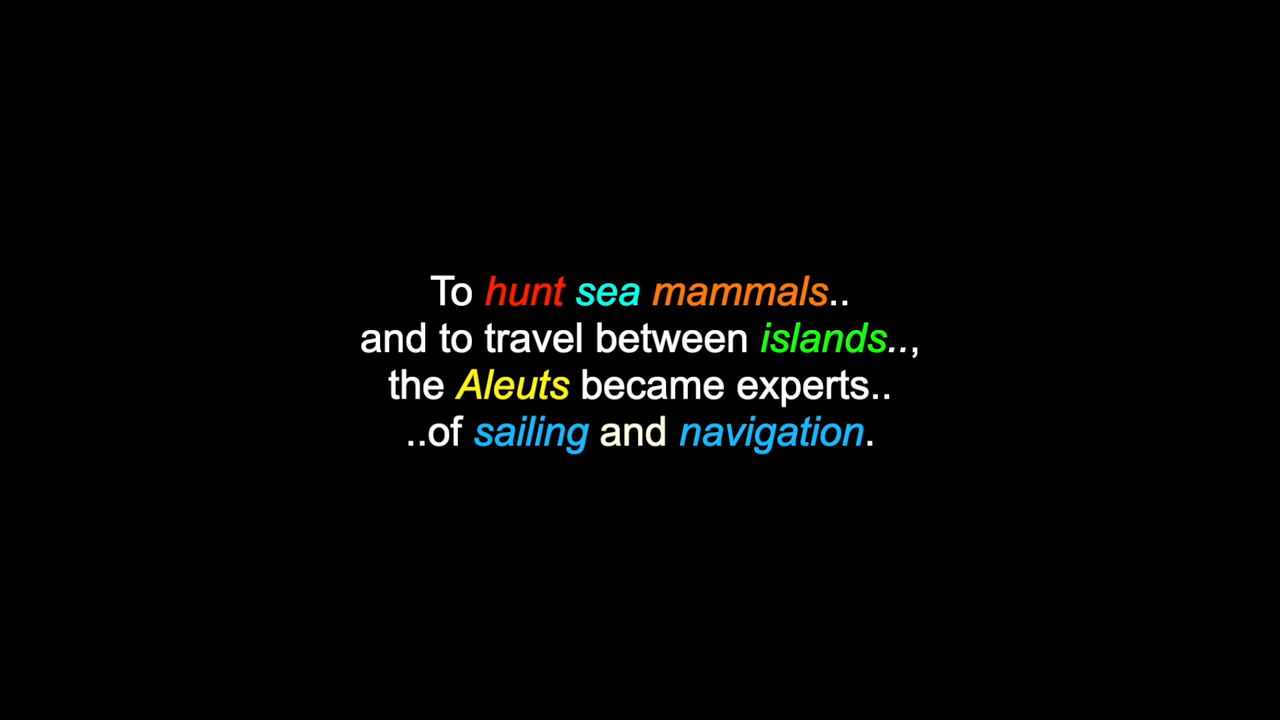 To hunt sea mammals..
and to travel between islands..,
the Aleuts became experts..
..of sailing and navigation.